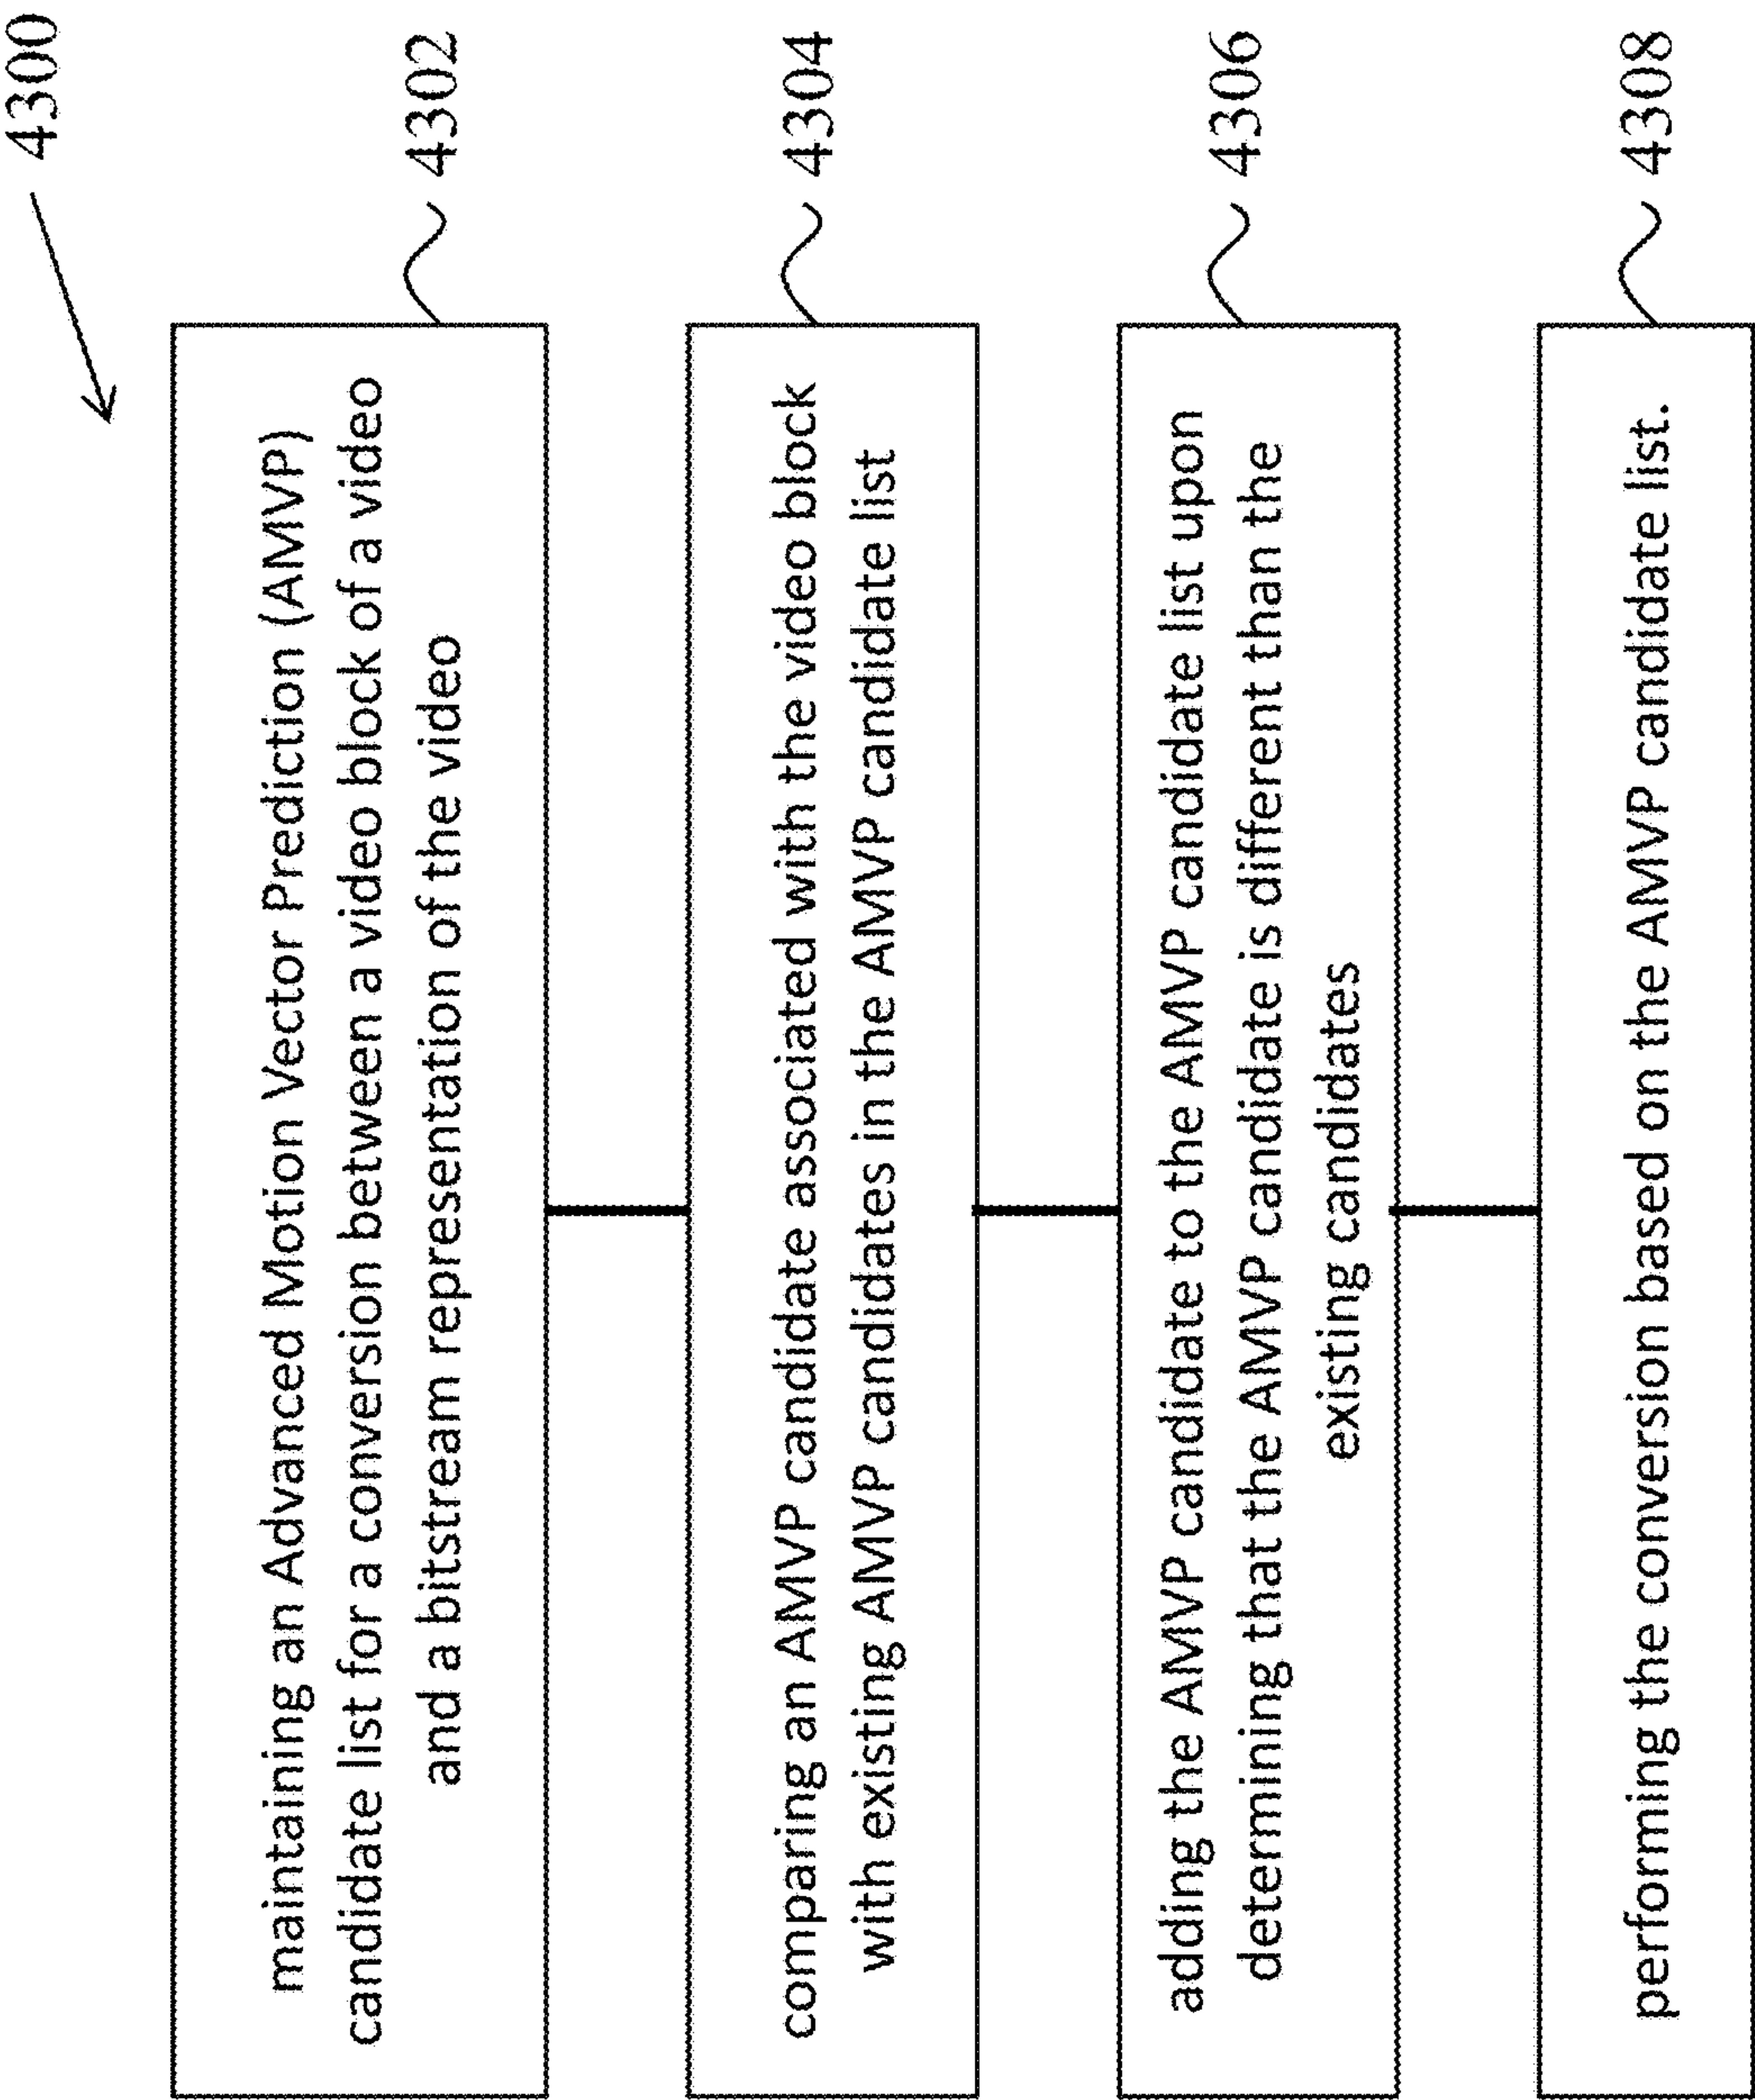 4300
maintaining an Advanced Motion Vector Prediction (AMVP)
candidate list for a conversion between a video block of a video
and a bitstream representation of the video
4302
comparing an AMVP candidate associated with the video block
with existing AMVP candidates in the AMVP candidate list
4304
adding the AMVP candidate to the AMVP candidate list upon
determining that the AMVP candidate is different than the
existing candidates
4306
performing the conversion based on the AMVP candidate list.
4308